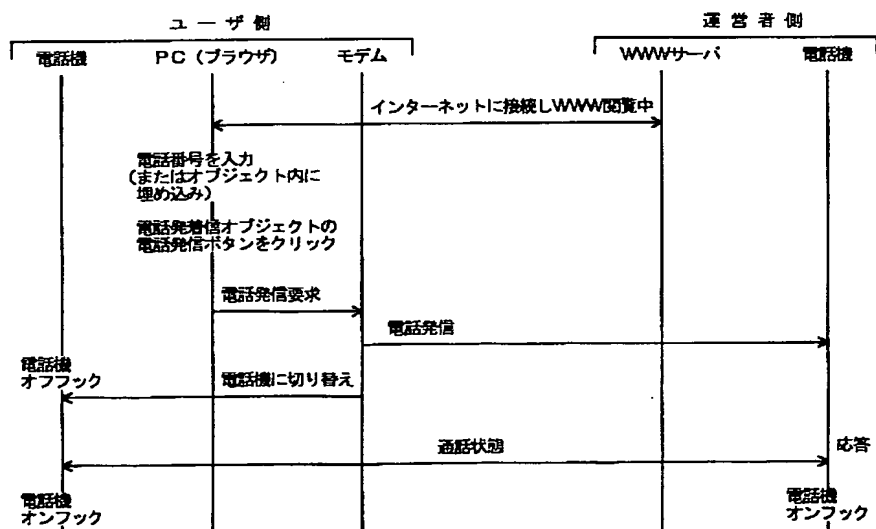 ユーザ側
運営者側
電話機
PC(ブラウザ)
モデム
WWWサーバ
電話機
インターネットに接続しWWW閲覧中
電話番号を入力
(またはオブジェクト内に
埋め込み)
電話発着信オブジェクトの
電話発信ボタンをクリック
電話発信要求
電話発信
電話機
オフフック
電話機に切り替え
通話状態
応答
電話機
オンフック
電話機
オンフック